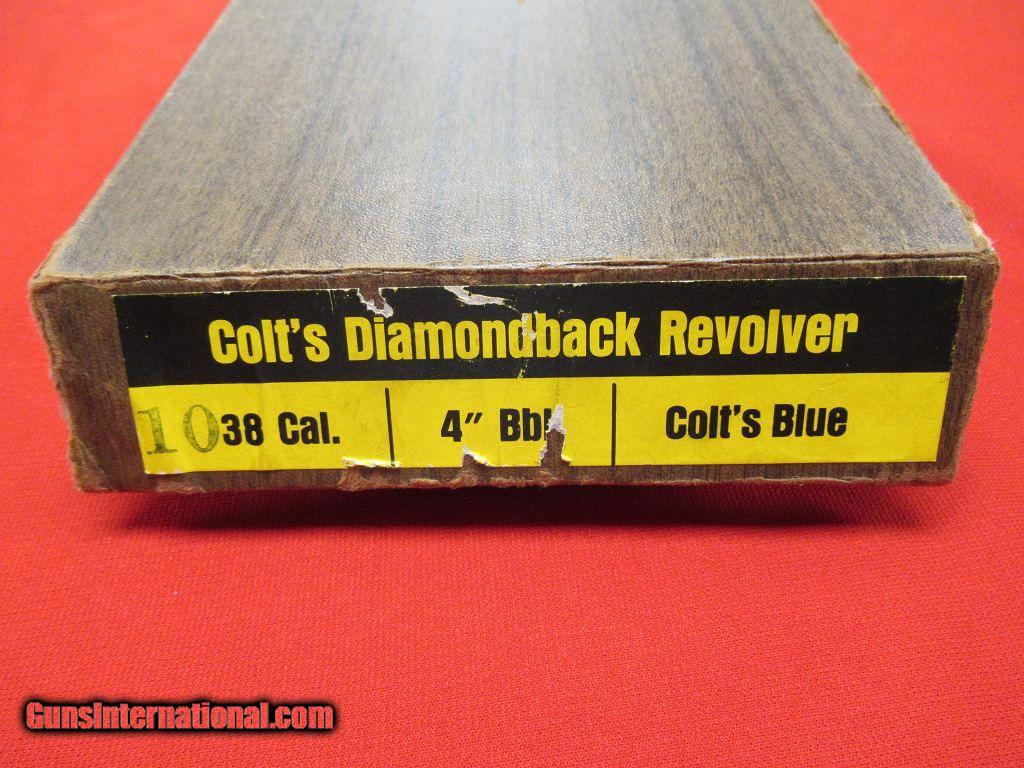 Colt's Diamondback Revolver
10 38 Cal. 4" Bbl Colt's Blue
GunsInternational.com